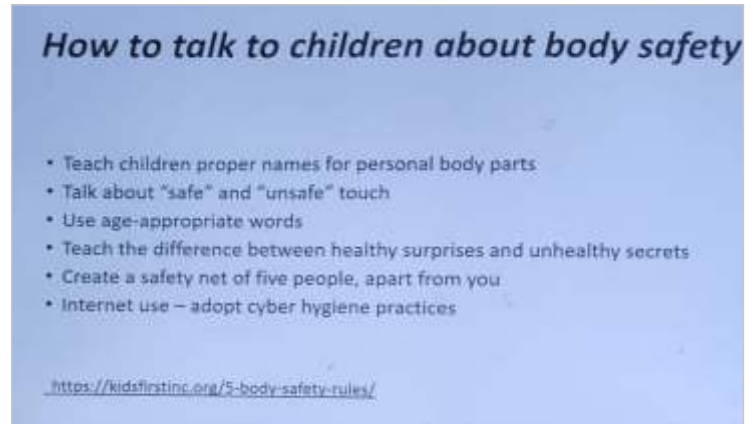 How to talk to children about body safety
• Teach children proper names for personal body parts
• Talk about "safe" and "unsafe" touch
• Use age-appropriate words
• Teach the difference between healthy surprises and unhealthy secrets
• Create a safety net of five people, apart from you
• Internet use – adopt cyber hygiene practices
https://kidsfirstinc.org/5-body-safety-rules/